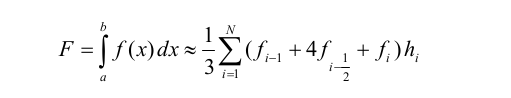 F = ∫_a^b f(x) dx ≈ 1/3 ∑_{i=1}^N (f_{i−1} + 4f_{i−1/2} + f_i) h_i